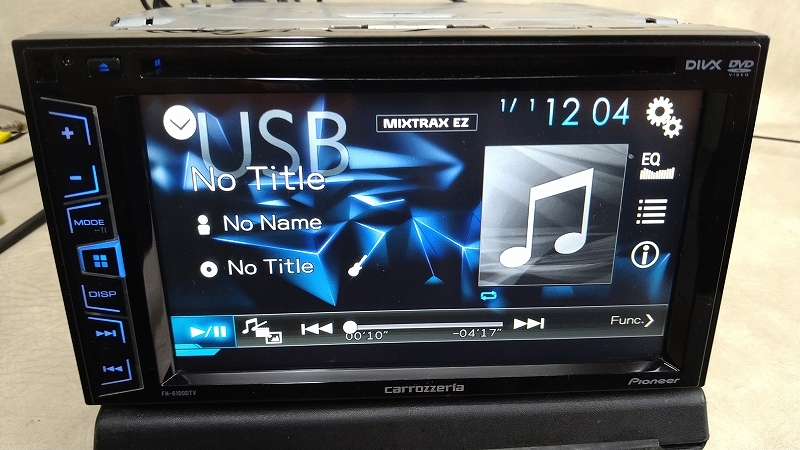 DIVX DVD VIDEO
USB
MIXTRAX EZ
1/ 1 12 04
No Title
EQ
No Name
No Title
+
-
MODE
DISP
00'10" -04'17"
Func.
carrozzeria
Pioneer
FH-6100DTV